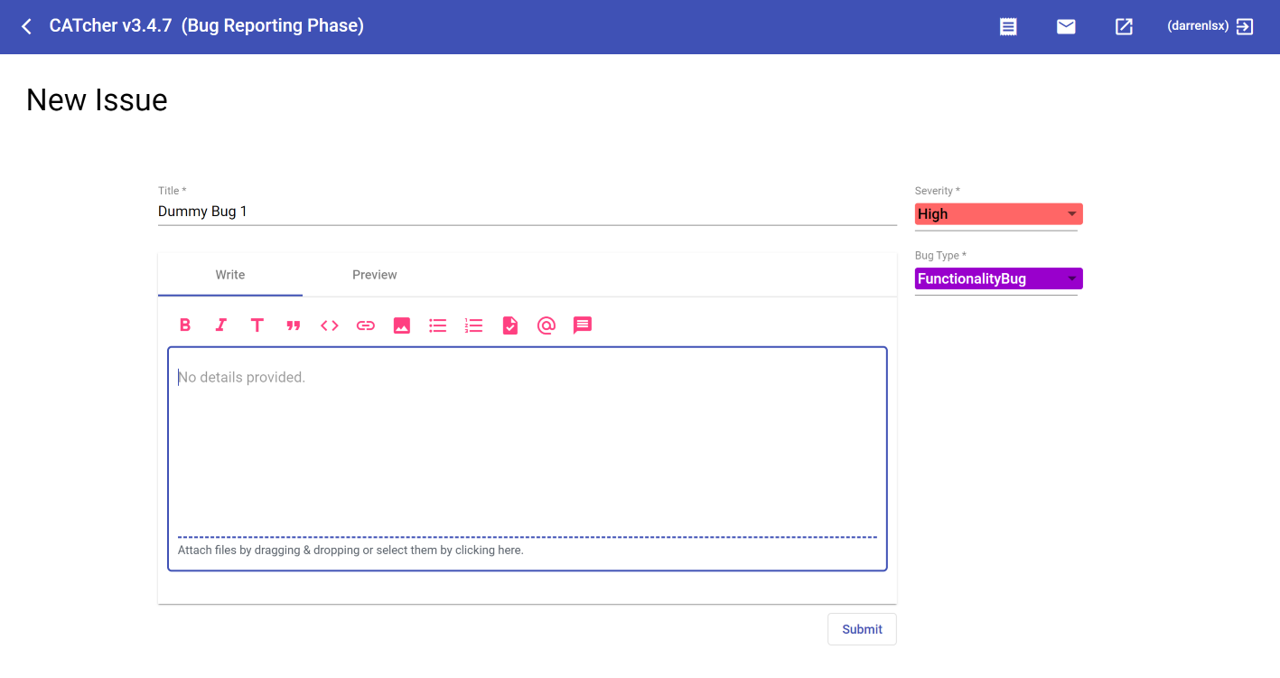 CATcher v3.4.7 (Bug Reporting Phase)
(darrenlsx)
New Issue
Title *
Dummy Bug 1
Severity *
High
Bug Type *
FunctionalityBug
Write Preview
No details provided.
Attach files by dragging & dropping or select them by clicking here.
Submit